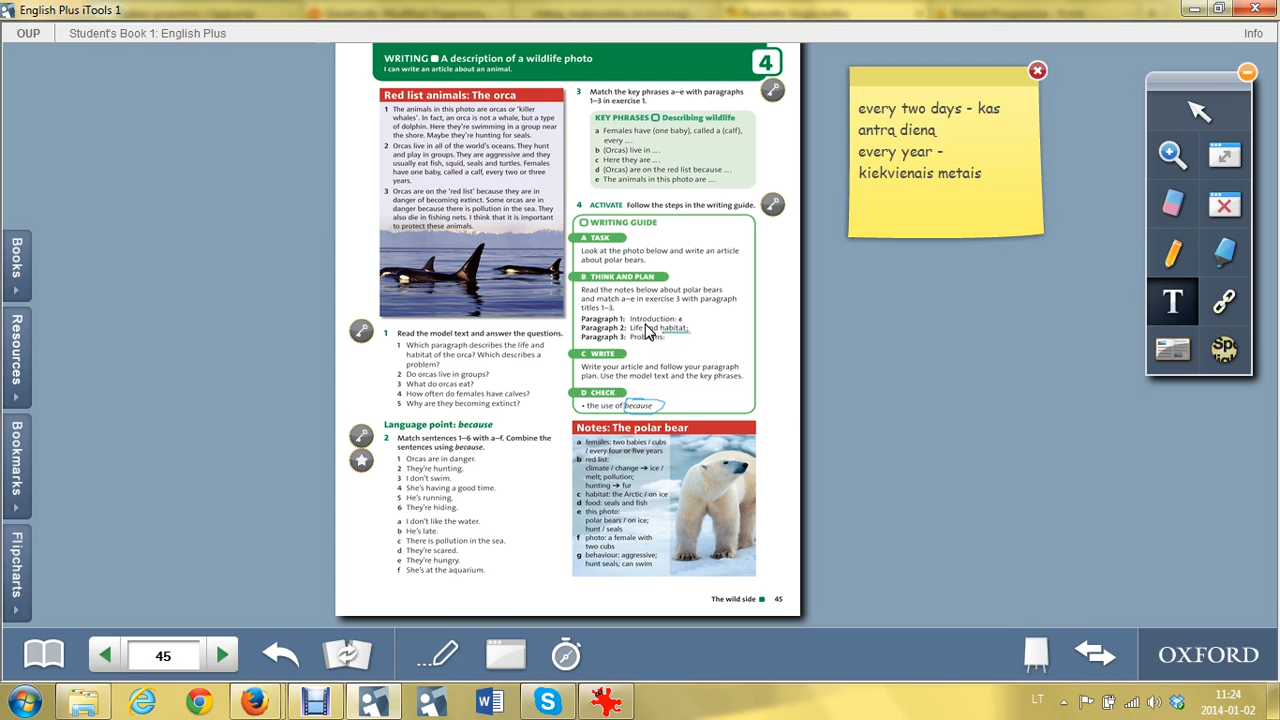 English Plus iTools 1
OUP
Student's Book 1: English Plus
Info
WRITING A description of a wildlife photo
I can write an article about an animal.
4
Red list animals: The orca
1 The animals in this photo are orcas or 'killer
whales'. In fact, an orca is not a whale, but a type
of dolphin. Here they're swimming in a group near
the shore. Maybe they're hunting for seals.
2 Orcas live in all of the world's oceans. They hunt
and play in groups. They are aggressive and they
usually eat fish, squid, seals and turtles. Females
have one baby, called a calf, every two or three
years.
3 Orcas are on the 'red list' because they are in
danger of becoming extinct. Some orcas are in
danger because there is pollution in the sea. They
also die in fishing nets. I think that it is important
to protect these animals.
1 Read the model text and answer the questions.
1 Which paragraph describes the life and
habitat of the orca? Which describes a
problem?
2 Do orcas live in groups?
3 What do orcas eat?
4 How often do females have calves?
5 Why are they becoming extinct?
Language point: because
2 Match sentences 1–6 with a–f. Combine the
sentences using because.
1 Orcas are in danger.
2 They're hunting.
3 I don't swim.
4 She's having a good time.
5 He's running.
6 They're hiding.
a I don't like the water.
b He's late.
c There is pollution in the sea.
d They're scared.
e They're hungry.
f She's at the aquarium.
3 Match the key phrases a–e with paragraphs
1–3 in exercise 1.
KEY PHRASES Describing wildlife
a Females have (one baby), called a (calf),
every ....
b (Orcas) live in ....
c Here they are ....
d (Orcas) are on the red list because ....
e The animals in this photo are ....
4 ACTIVATE Follow the steps in the writing guide.
WRITING GUIDE
A TASK
Look at the photo below and write an article
about polar bears.
B THINK AND PLAN
Read the notes below about polar bears
and match a–e in exercise 3 with paragraph
titles 1–3.
Paragraph 1: Introduction: e
Paragraph 2: Life and habitat:
Paragraph 3: Problems:
C WRITE
Write your article and follow your paragraph
plan. Use the model text and the key phrases.
D CHECK
• the use of because
Notes: The polar bear
a females: two babies / cubs
/ every four or five years
b red list:
climate / change → ice /
melt; pollution;
hunting → fur
c habitat: the Arctic / on ice
d food: seals and fish
e this photo:
polar bears / on ice;
hunt / seals
f photo: a female with
two cubs
g behaviour: aggressive;
hunt seals; can swim
The wild side 45
every two days - kas
antrą dieną
every year -
kiekvienais metais
Books
Resources
Bookmarks
Flipcharts
T
Sp
45
OXFORD
LT
11:24
2014-01-02